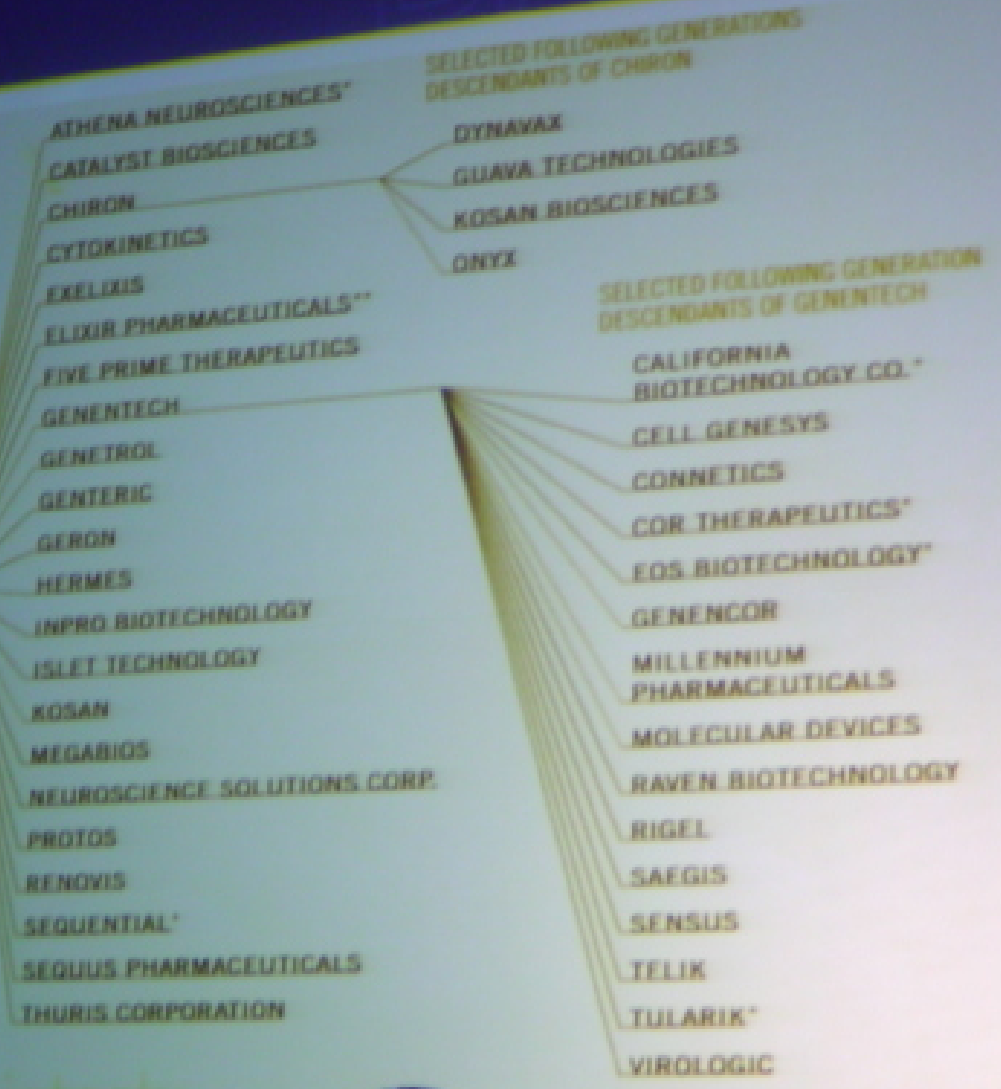 SELECTED FOLLOWING GENERATIONS
DESCENDANTS OF CHIRON
ATHENA NEUROSCIENCES*
CATALYST BIOSCIENCES
CHIRON
CYTOKINETICS
EXELIXIS
ELIXIR PHARMACEUTICALS**
FIVE PRIME THERAPEUTICS
GENENTECH
GENETROL
GENTERIC
GERON
HERMES
INPRO BIOTECHNOLOGY
ISLET TECHNOLOGY
KOSAN
MEGABIOS
NEUROSCIENCE SOLUTIONS CORP.
PROTOS
RENOVIS
SEQUENTIAL*
SEQUUS PHARMACEUTICALS
THURIS CORPORATION
DYNAVAX
GUAVA TECHNOLOGIES
KOSAN BIOSCIENCES
ONYX
SELECTED FOLLOWING GENERATION
DESCENDANTS OF GENENTECH
CALIFORNIA
BIOTECHNOLOGY CO.*
CELL GENESYS
CONNETICS
COR THERAPEUTICS*
EOS BIOTECHNOLOGY*
GENENCOR
MILLENNIUM
PHARMACEUTICALS
MOLECULAR DEVICES
RAVEN BIOTECHNOLOGY
RIGEL
SAEGIS
SENSUS
TELIK
TULARIK*
VIROLOGIC